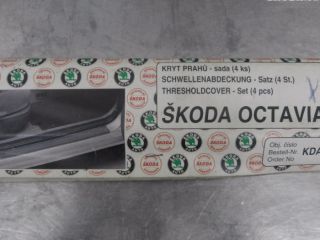 KRYT PRAHŮ - sada (4 ks)
SCHWELLENABDECKUNG - Satz (4 St.)
THRESHOLDCOVER - Set (4 pcs)
ŠKODA OCTAVIA
Obj. číslo
Bestell-Nr. KDA
Order No